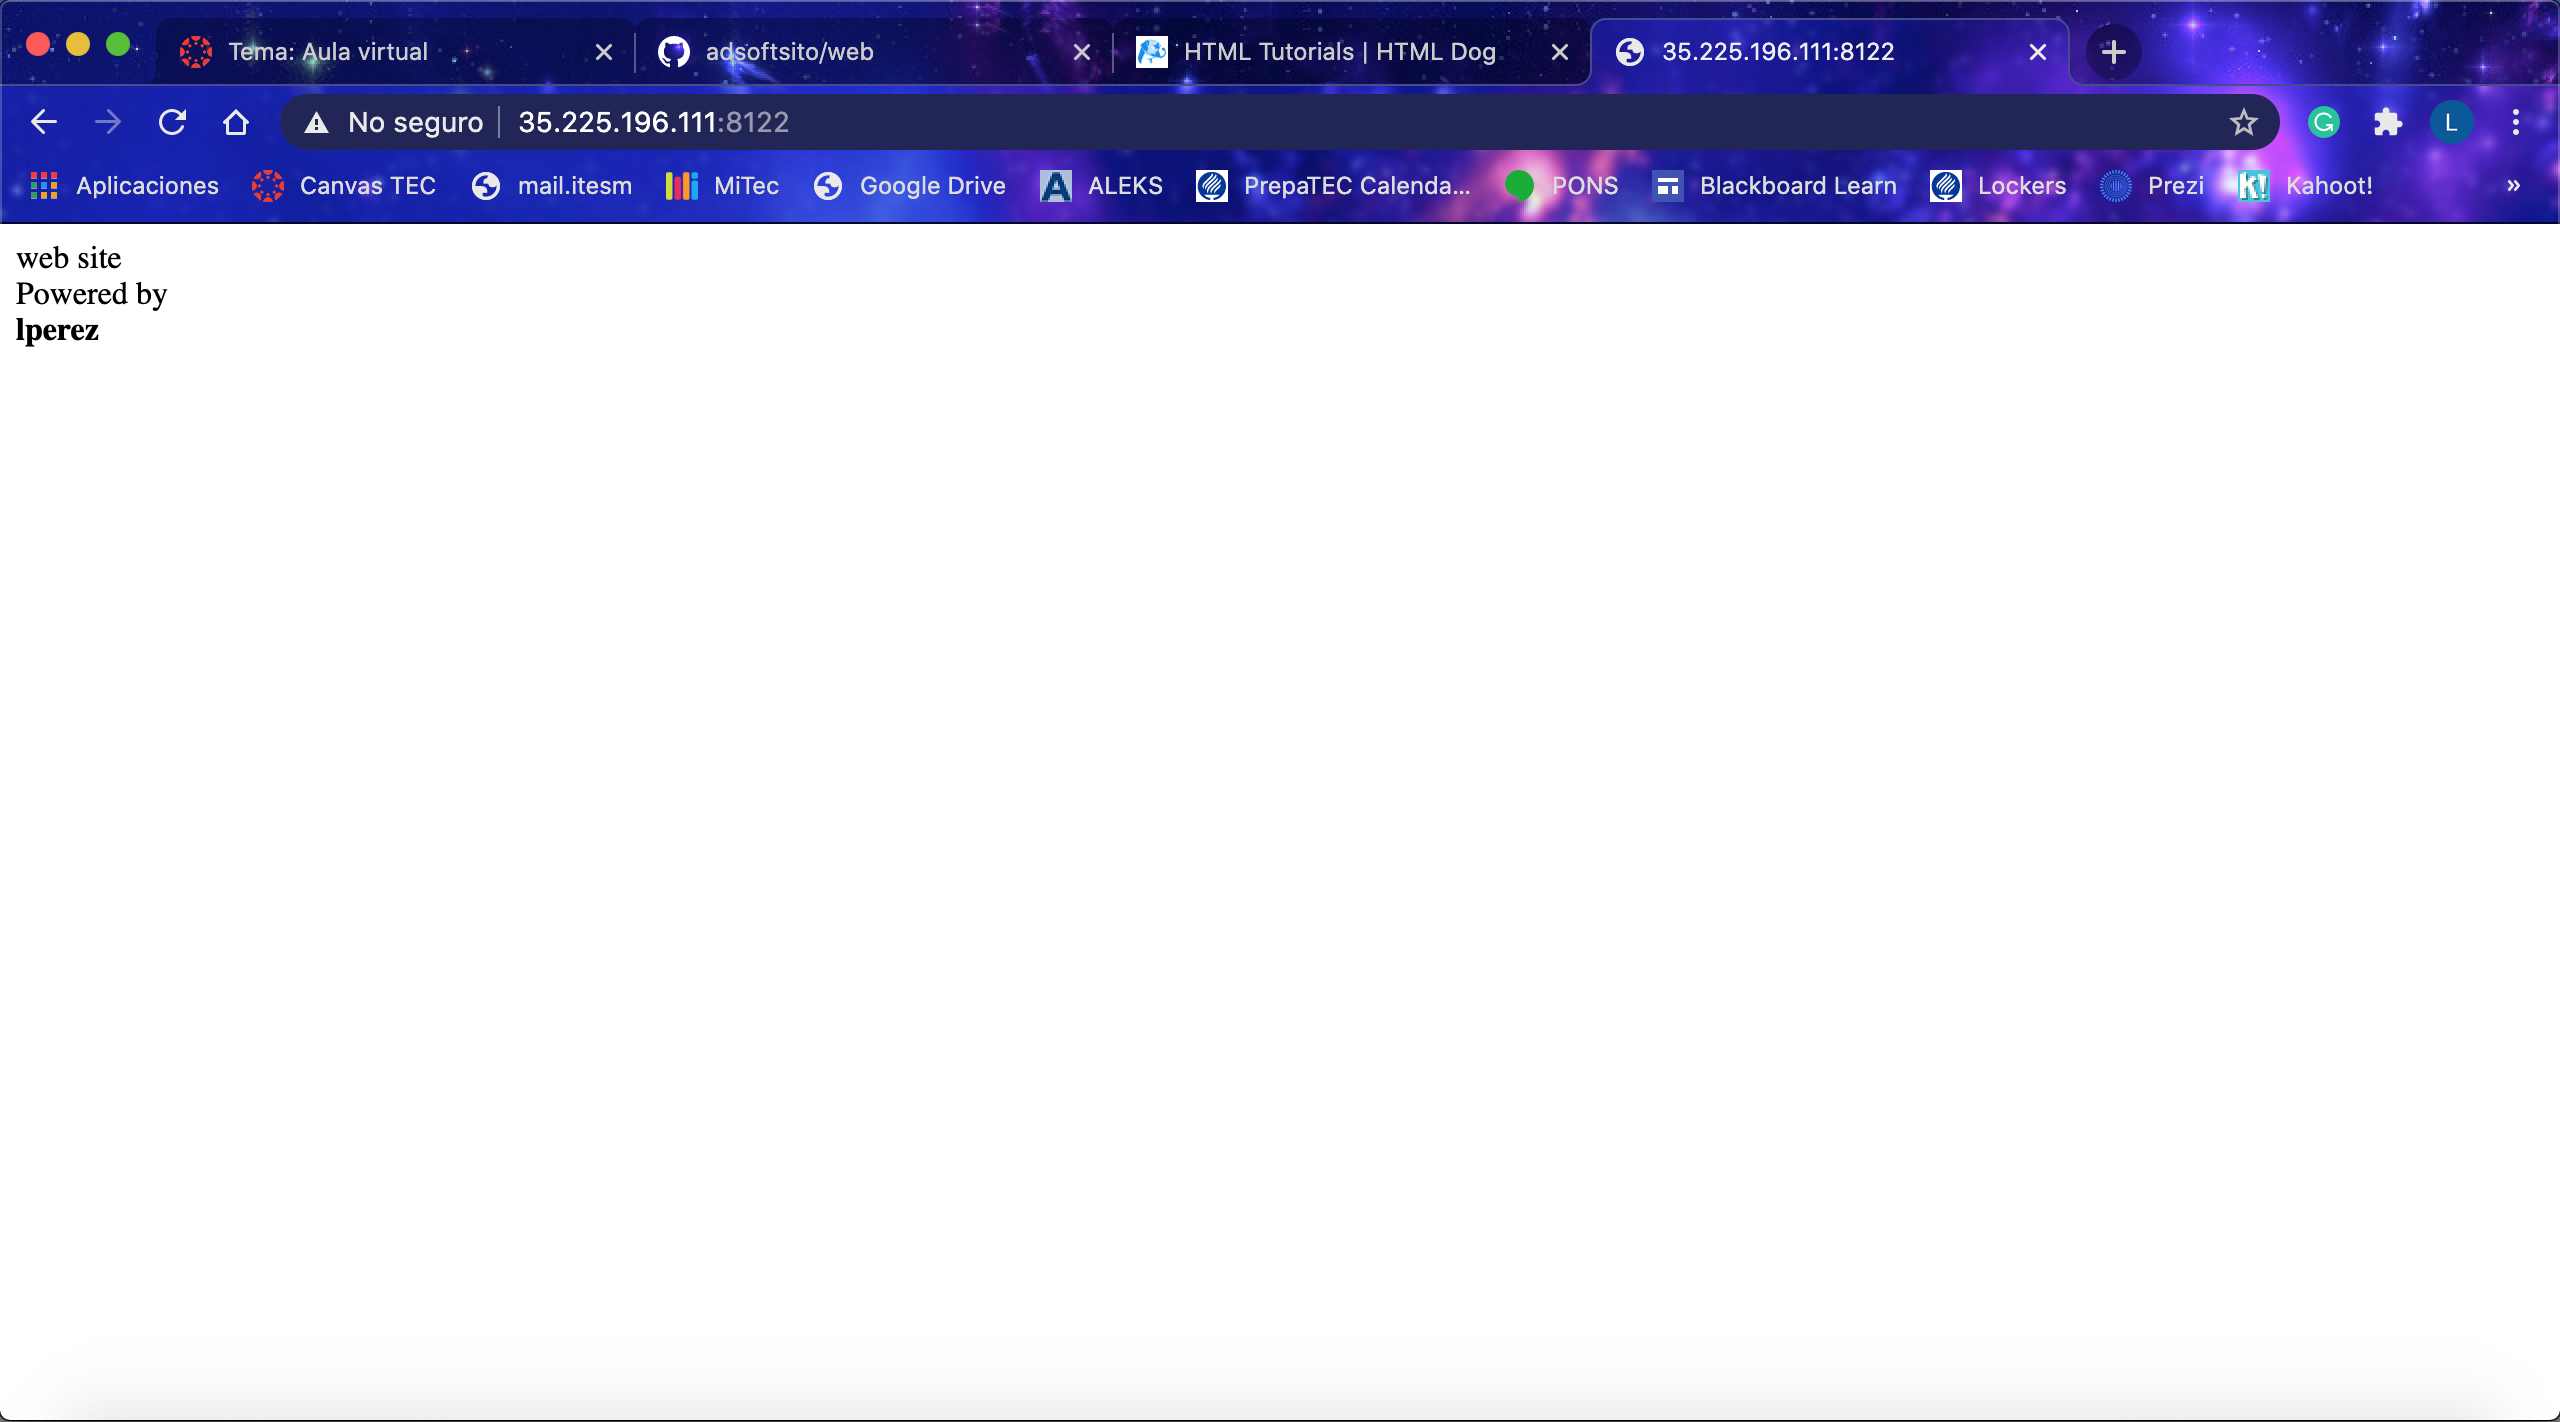 Tema: Aula virtual
adsoftsito/web
HTML Tutorials | HTML Dog
35.225.196.111:8122
No seguro 35.225.196.111:8122
G
L
Aplicaciones Canvas TEC mail.itesm MiTec Google Drive A ALEKS PrepaTEC Calenda... PONS Blackboard Learn Lockers Prezi K! Kahoot! »
web site
Powered by
lperez